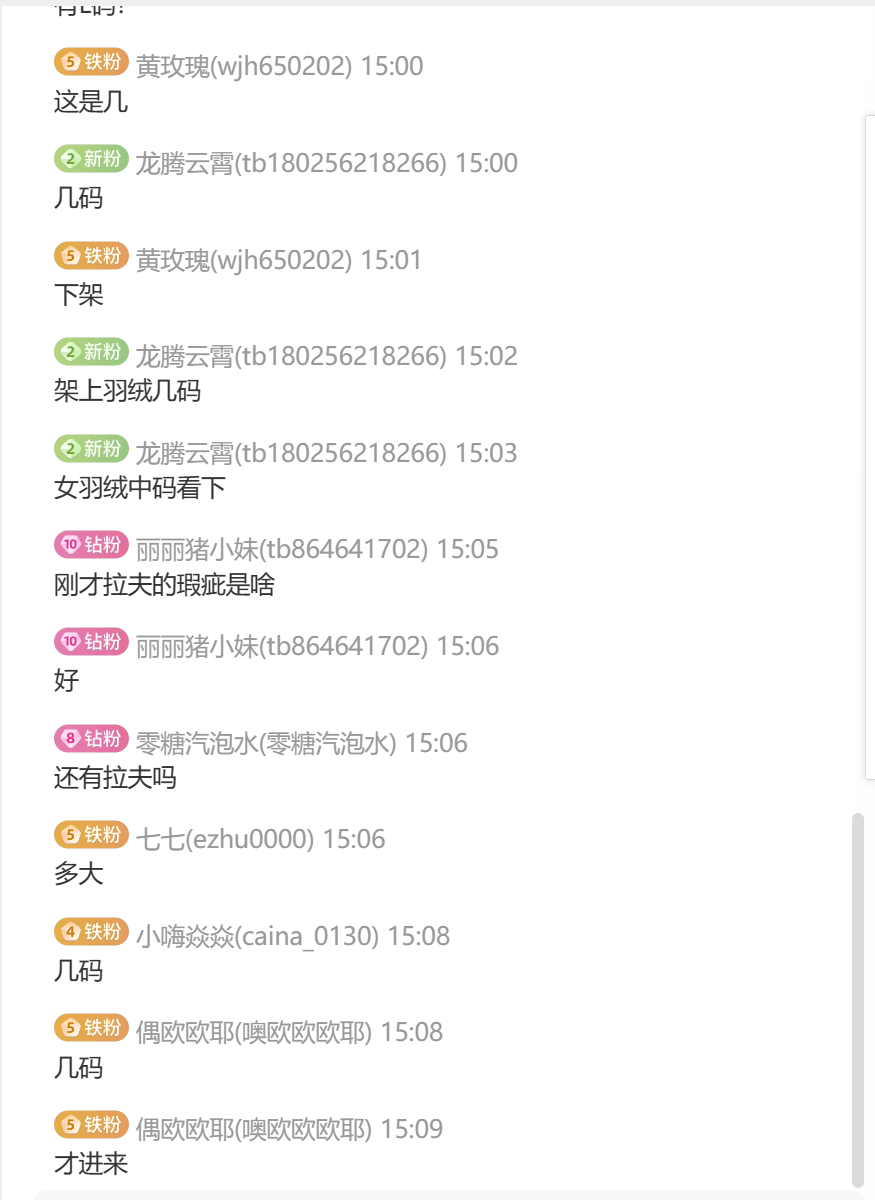 有L码？
5 铁粉 黄玫瑰(wjh650202) 15:00
这是几
2 新粉 龙腾云霄(tb180256218266) 15:00
几码
5 铁粉 黄玫瑰(wjh650202) 15:01
下架
2 新粉 龙腾云霄(tb180256218266) 15:02
架上羽绒几码
2 新粉 龙腾云霄(tb180256218266) 15:03
女羽绒中码看下
10 钻粉 丽丽猪小妹(tb864641702) 15:05
刚才拉夫的瑕疵是啥
10 钻粉 丽丽猪小妹(tb864641702) 15:06
好
8 钻粉 零糖汽泡水(零糖汽泡水) 15:06
还有拉夫吗
5 铁粉 七七(ezhu0000) 15:06
多大
4 铁粉 小嗨焱焱(caina_0130) 15:08
几码
5 铁粉 偶欧欧耶(噢欧欧欧耶) 15:08
几码
5 铁粉 偶欧欧耶(噢欧欧欧耶) 15:09
才进来